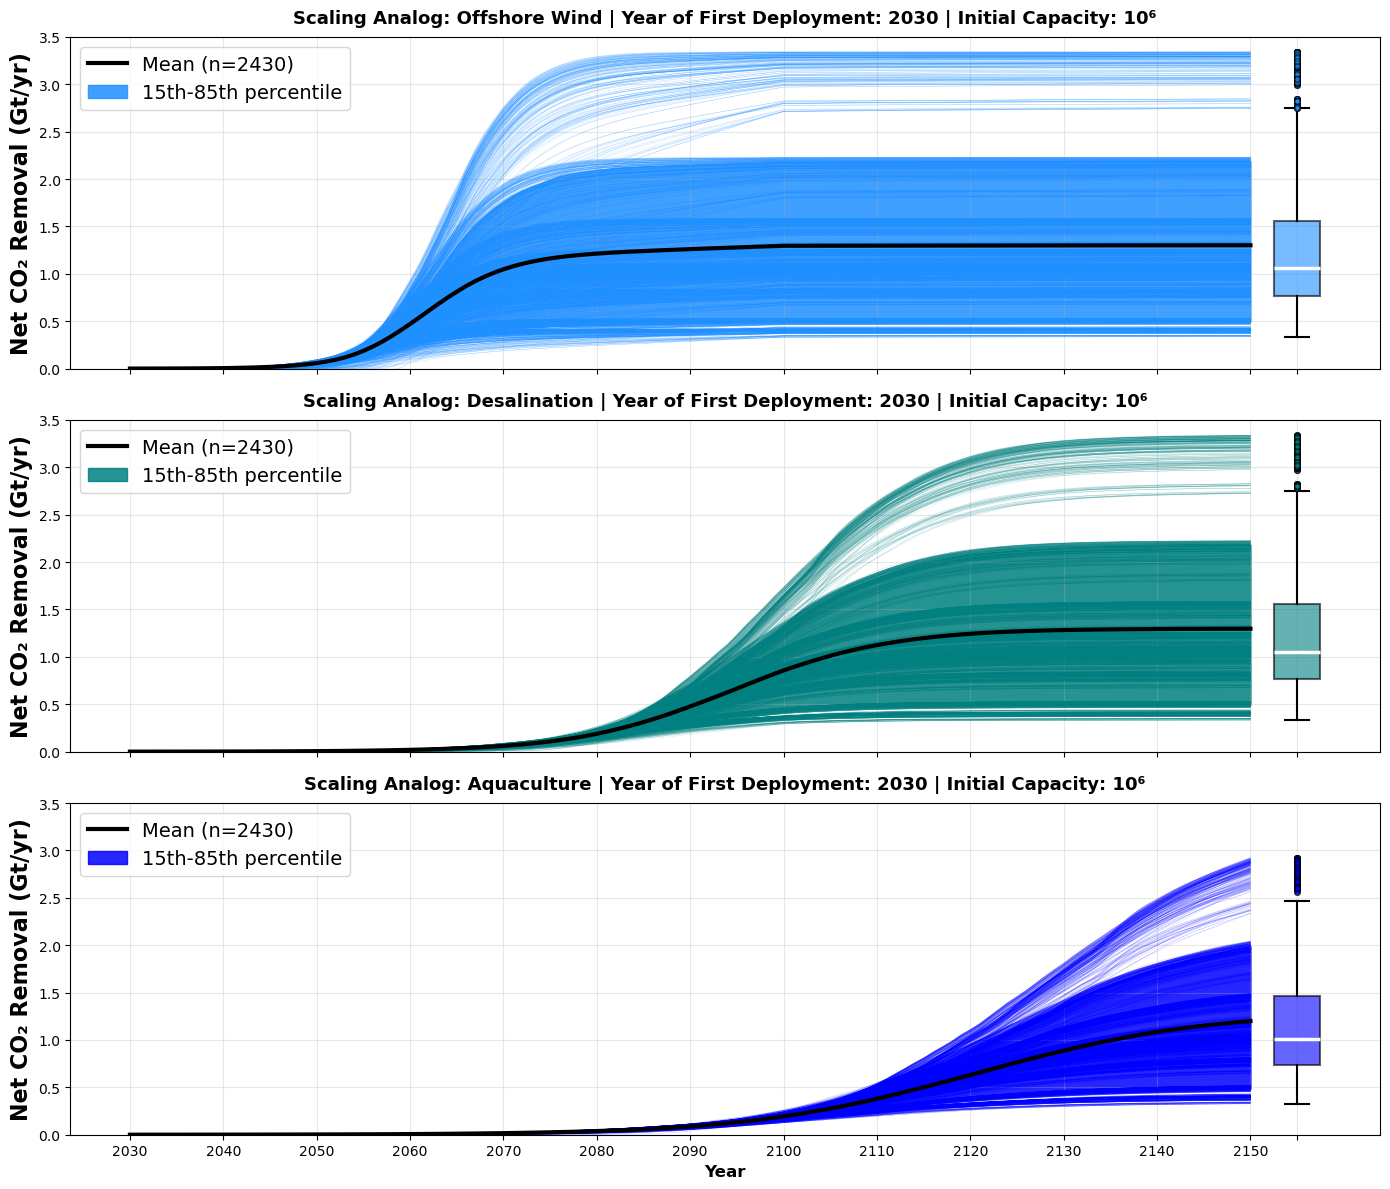 Scaling Analog: Offshore Wind | Year of First Deployment: 2030 | Initial Capacity: 10⁶
Net CO₂ Removal (Gt/yr)
3.5
3.0
2.5
2.0
1.5
1.0
0.5
0.0
Mean (n=2430)
15th-85th percentile
Scaling Analog: Desalination | Year of First Deployment: 2030 | Initial Capacity: 10⁶
Net CO₂ Removal (Gt/yr)
3.5
3.0
2.5
2.0
1.5
1.0
0.5
0.0
Mean (n=2430)
15th-85th percentile
Scaling Analog: Aquaculture | Year of First Deployment: 2030 | Initial Capacity: 10⁶
Net CO₂ Removal (Gt/yr)
3.5
3.0
2.5
2.0
1.5
1.0
0.5
0.0
Mean (n=2430)
15th-85th percentile
2030 2040 2050 2060 2070 2080 2090 2100 2110 2120 2130 2140 2150
Year